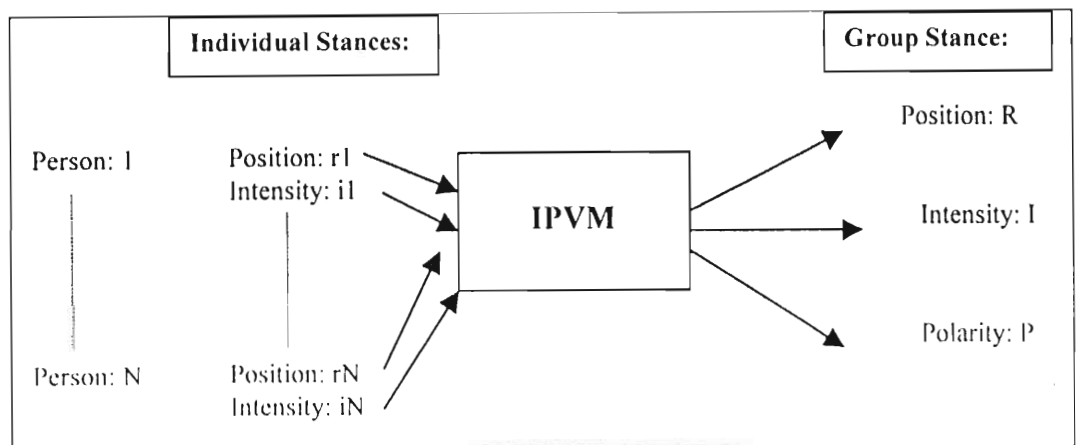 Individual Stances:
Group Stance:
Position: R
Person: 1
Position: r1
Intensity: i1
IPVM
Intensity: I
Polarity: P
Person: N
Position: rN
Intensity: iN